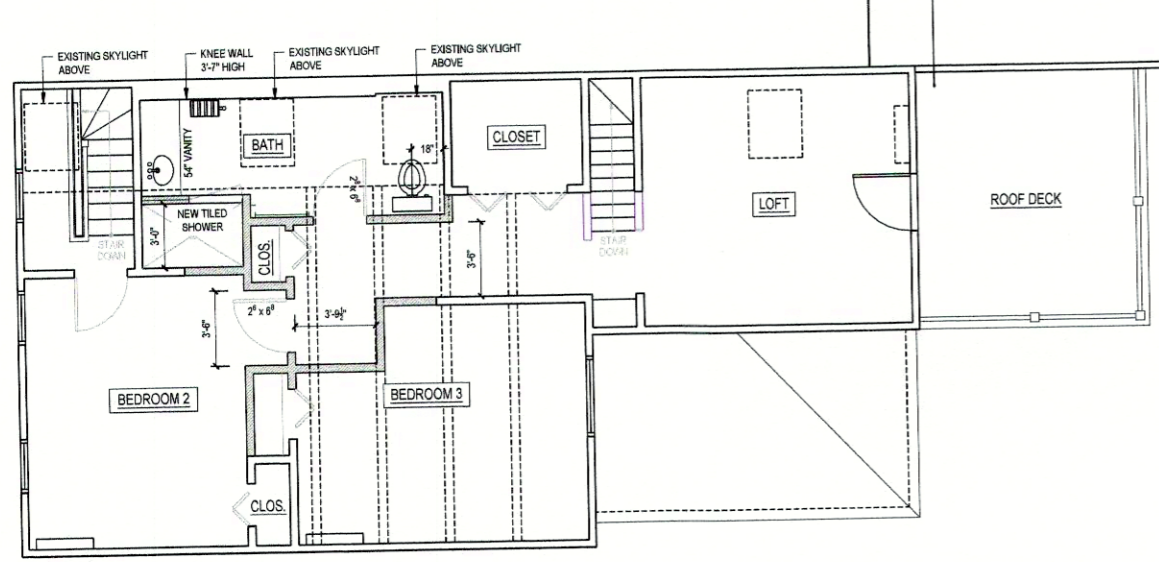 EXISTING SKYLIGHT
ABOVE
KNEE WALL
3'-7" HIGH
EXISTING SKYLIGHT
ABOVE
EXISTING SKYLIGHT
ABOVE
BATH
54" VANITY
18"
CLOSET
2⁶ x 6⁸
NEW TILED
SHOWER
3'-0"
LOFT
ROOF DECK
STAIR
DOWN
CLOS.
3'-6"
STAIR
DOWN
3'-6"
2⁶ x 6⁸
3'-9½"
BEDROOM 2
BEDROOM 3
CLOS.